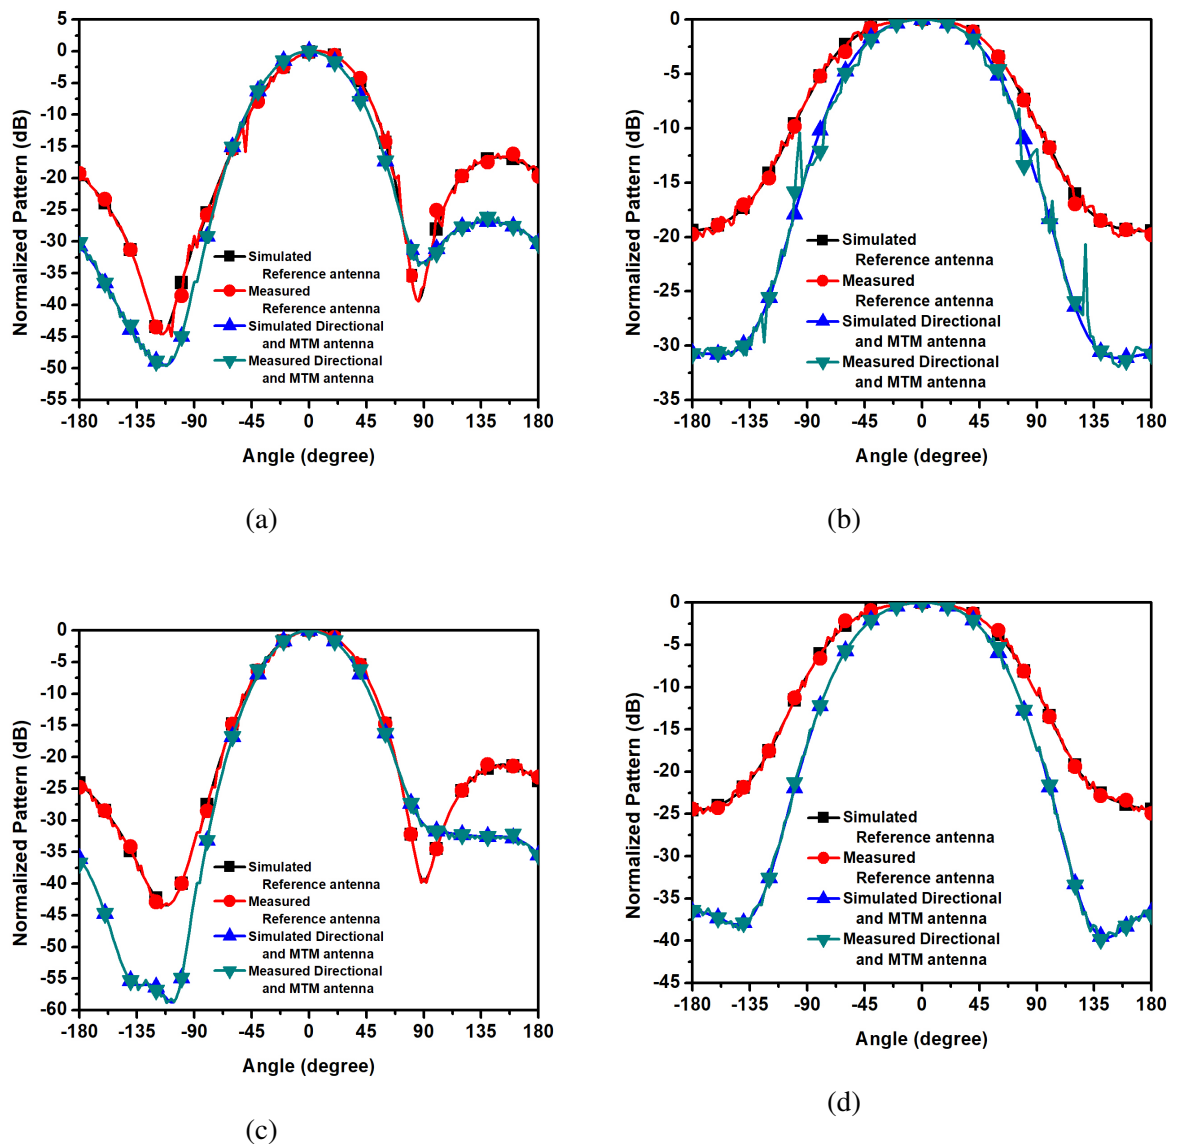 5
0
-5
-10
-15
-20
-25
-30
-35
-40
-45
-50
-55
Normalized Pattern (dB)
Simulated
Reference antenna
Measured
Reference antenna
Simulated Directional
and MTM antenna
Measured Directional
and MTM antenna
-180 -135 -90 -45 0 45 90 135 180
Angle (degree)
(a)
0
-5
-10
-15
-20
-25
-30
-35
Normalized Pattern (dB)
Simulated
Reference antenna
Measured
Reference antenna
Simulated Directional
and MTM antenna
Measured Directional
and MTM antenna
-180 -135 -90 -45 0 45 90 135 180
Angle (degree)
(b)
0
-5
-10
-15
-20
-25
-30
-35
-40
-45
-50
-55
-60
Normalized Pattern (dB)
Simulated
Reference antenna
Measured
Reference antenna
Simulated Directional
and MTM antenna
Measured Directional
and MTM antenna
-180 -135 -90 -45 0 45 90 135 180
Angle (degree)
(c)
0
-5
-10
-15
-20
-25
-30
-35
-40
-45
Normalized Pattern (dB)
Simulated
Reference antenna
Measured
Reference antenna
Simulated Directional
and MTM antenna
Measured Directional
and MTM antenna
-180 -135 -90 -45 0 45 90 135 180
Angle (degree)
(d)